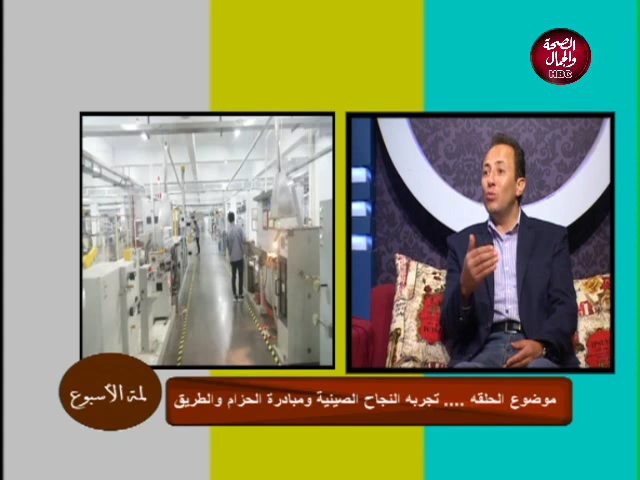 الصحة
والجمال
HBC
موضوع الحلقه .... تجربه النجاح الصينية ومبادرة الحزام والطريق
لمة الأسبوع